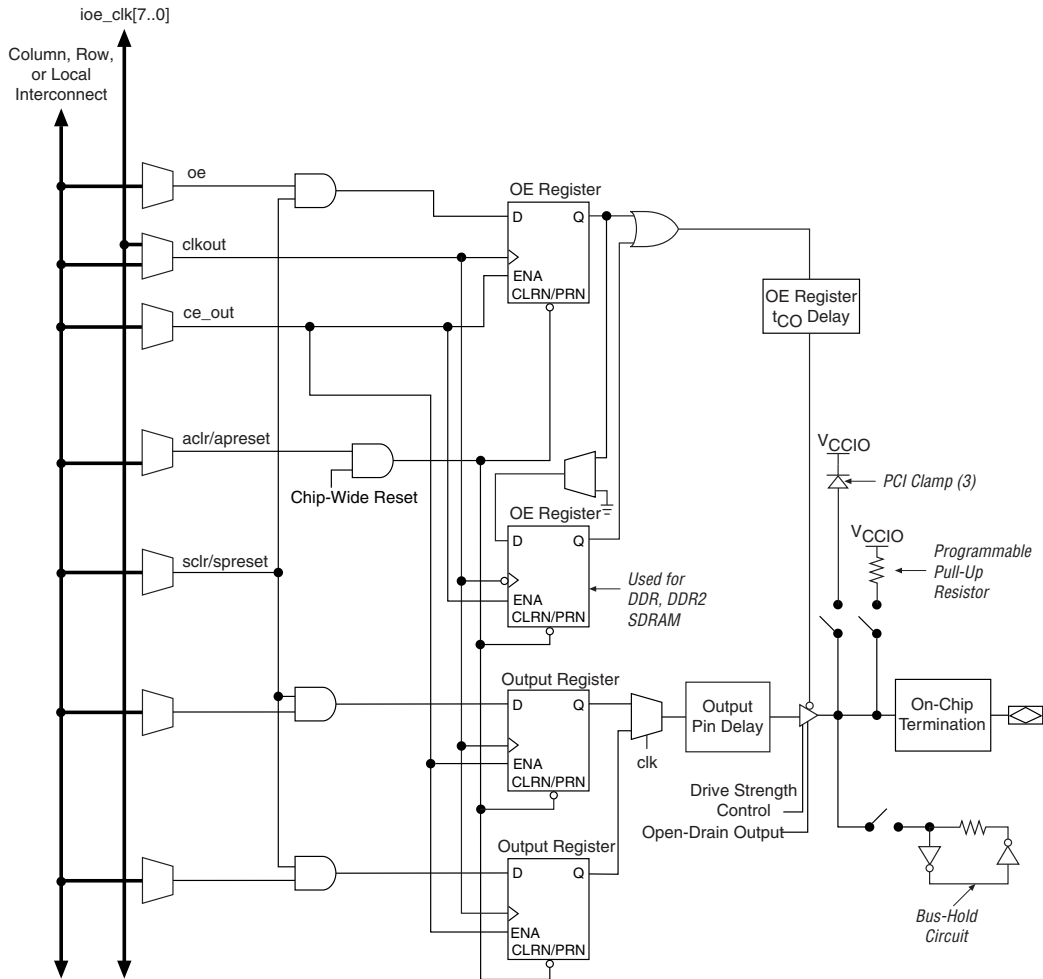 ioe_clk[7..0]
Column, Row,
or Local
Interconnect
oe
clkout
ce_out
aclr/apreset
Chip-Wide Reset
sclr/spreset
OE Register
D Q
ENA
CLRN/PRN
OE Register
tCO Delay
OE Register
D Q
ENA
CLRN/PRN
Used for
DDR, DDR2
SDRAM
VCCIO
PCI Clamp (3)
VCCIO
Programmable
Pull-Up
Resistor
Output Register
D Q
ENA
CLRN/PRN
clk
Output
Pin Delay
On-Chip
Termination
Drive Strength
Control
Open-Drain Output
Output Register
D Q
ENA
CLRN/PRN
Bus-Hold
Circuit